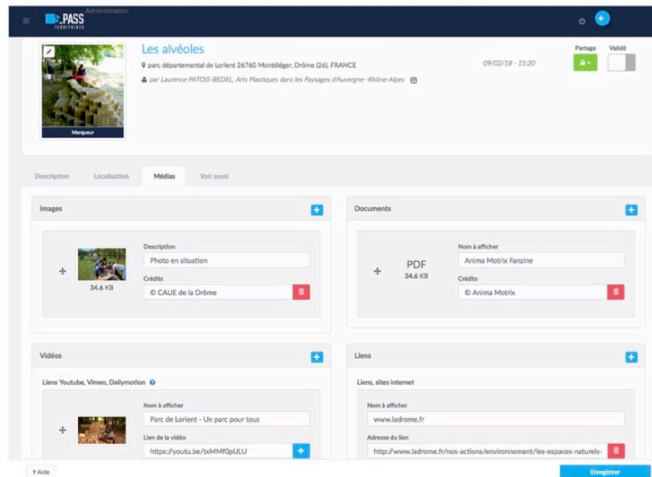 Administration
PASS
TERRITOIRES
Les alvéoles
parc départemental de Lorient 26760 Montéléger, Drôme (26), FRANCE
par Laurence PATOIS-BEDEL, Arts Plastiques dans les Paysages d'Auvergne -Rhône-Alpes
09/02/18 - 15:20
Partage
Validé
Marqueur
Description
Localisation
Médias
Voir aussi
Images
Description
Photo en situation
Crédits
© CAUE de la Drôme
34.6 KB
Documents
PDF
34.6 KB
Nom à afficher
Anima Motrix Fanzine
Crédits
© Anima Motrix
Vidéos
Liens Youtube, Vimeo, Dailymotion
Nom à afficher
Parc de Lorient - Un parc pour tous
Lien de la vidéo
Liens
Liens, sites internet
Nom à afficher
www.ladrome.fr
Adresse du lien
http://www.ladrome.fr/nos-actions/environnement/les-espaces-naturels-
? Aide
Enregistrer